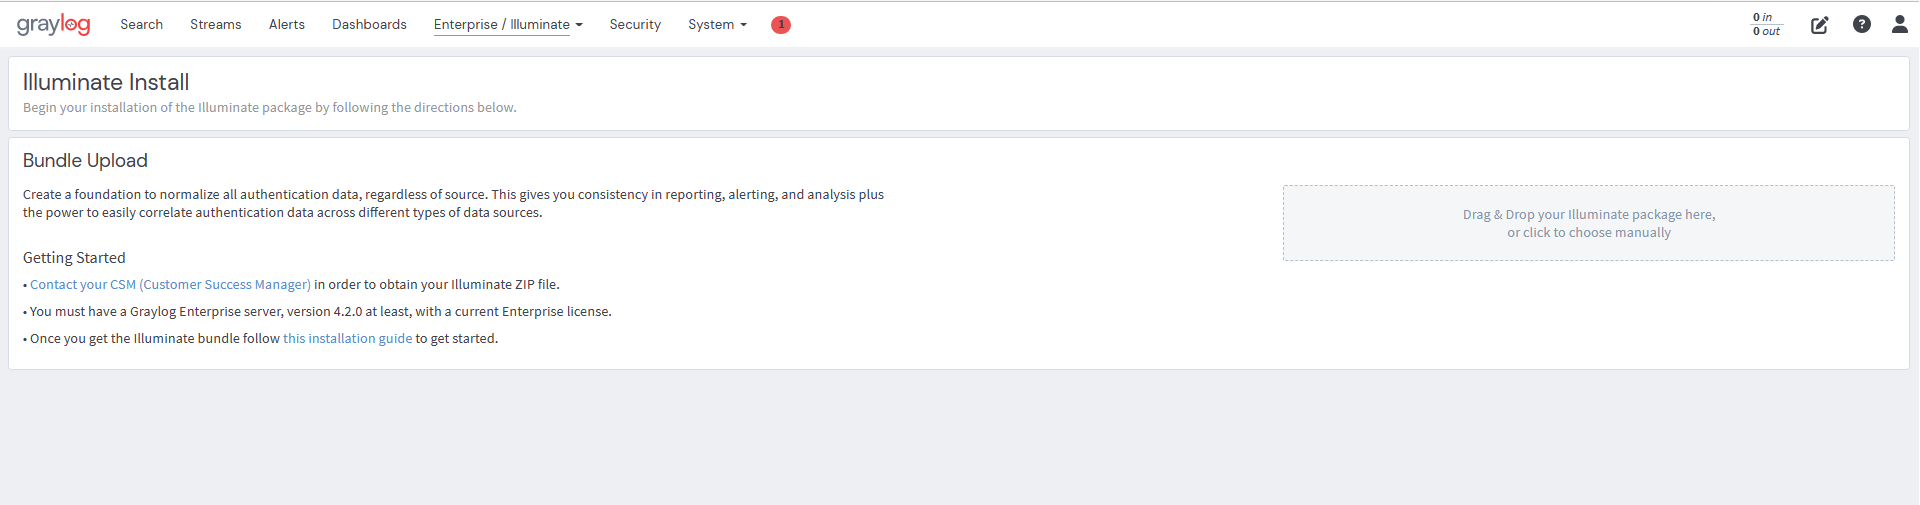 graylog Search Streams Alerts Dashboards Enterprise / Illuminate Security System 1 0 in
0 out
Illuminate Install
Begin your installation of the Illuminate package by following the directions below.
Bundle Upload
Create a foundation to normalize all authentication data, regardless of source. This gives you consistency in reporting, alerting, and analysis plus
the power to easily correlate authentication data across different types of data sources.
Drag & Drop your Illuminate package here,
or click to choose manually
Getting Started
• Contact your CSM (Customer Success Manager) in order to obtain your Illuminate ZIP file.
• You must have a Graylog Enterprise server, version 4.2.0 at least, with a current Enterprise license.
• Once you get the Illuminate bundle follow this installation guide to get started.